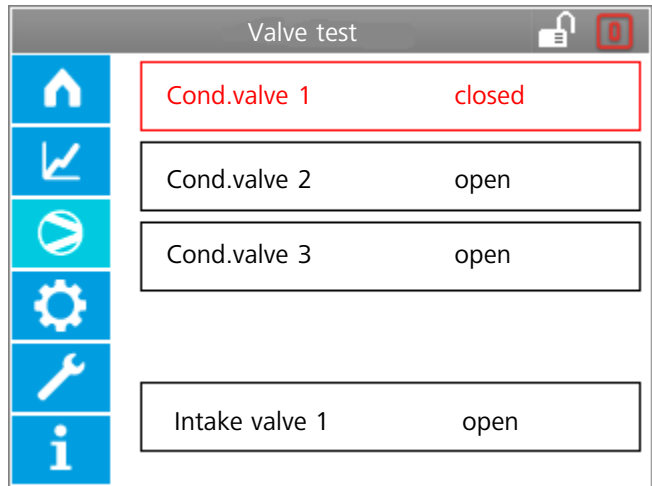 Valve test
0
Cond.valve 1 closed
Cond.valve 2 open
Cond.valve 3 open
Intake valve 1 open
i